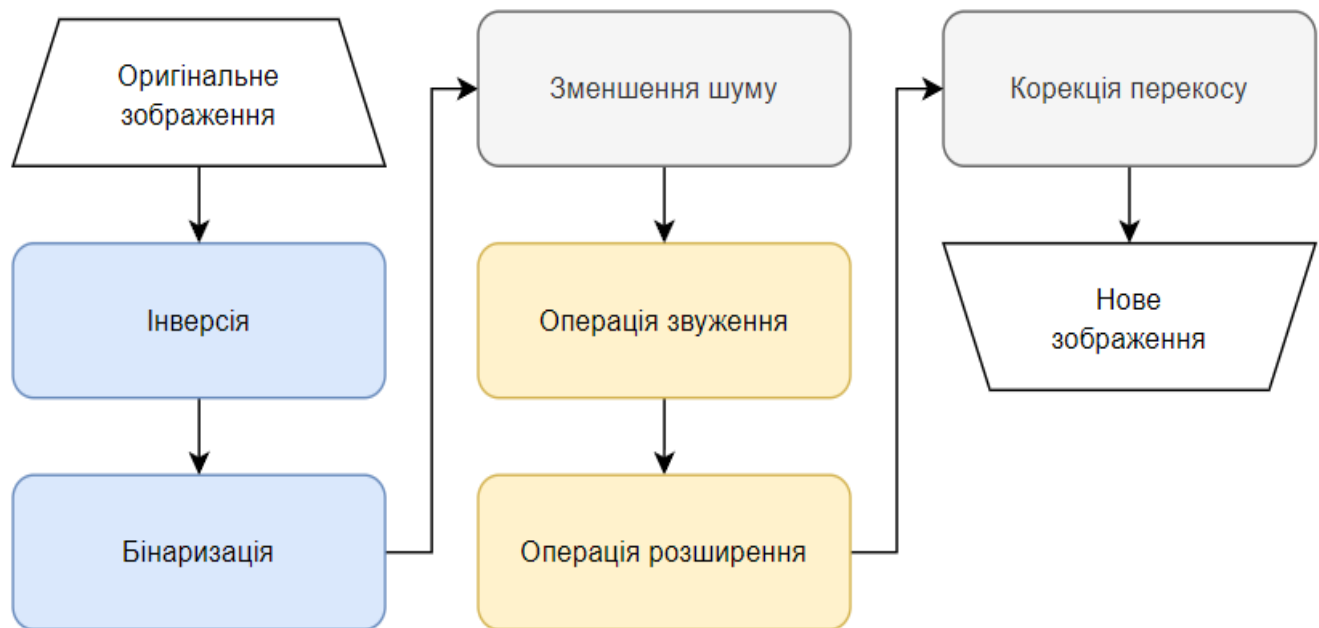 Оригінальне
зображення
Інверсія
Бінаризація
Зменшення шуму
Операція звуження
Операція розширення
Корекція перекосу
Нове
зображення